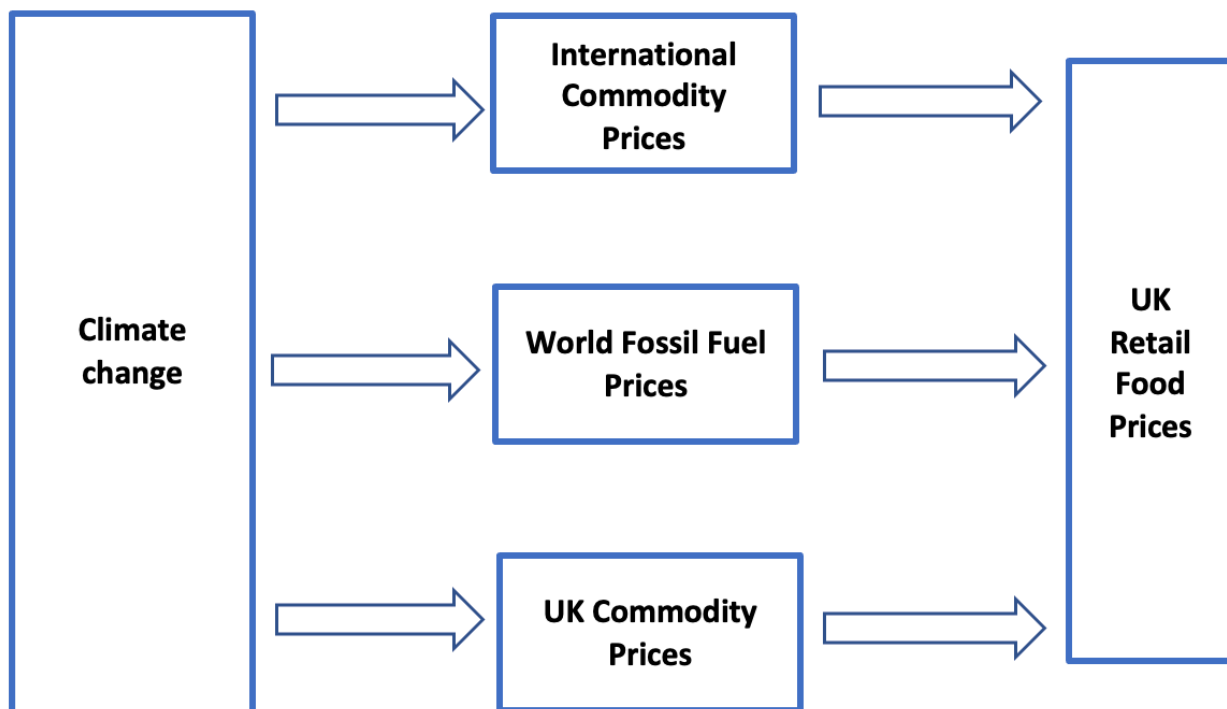 Climate
change
International
Commodity
Prices
World Fossil Fuel
Prices
UK Commodity
Prices
UK
Retail
Food
Prices